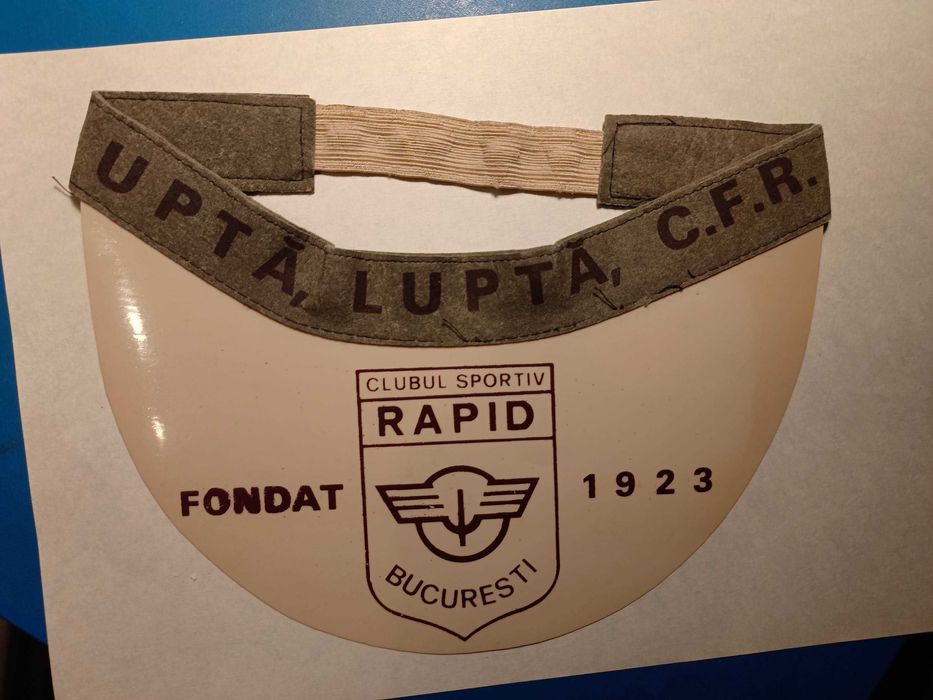 UPTĂ, LUPTĂ, C.F.R.
CLUBUL SPORTIV
RAPID
FONDAT 1923
BUCURESTI